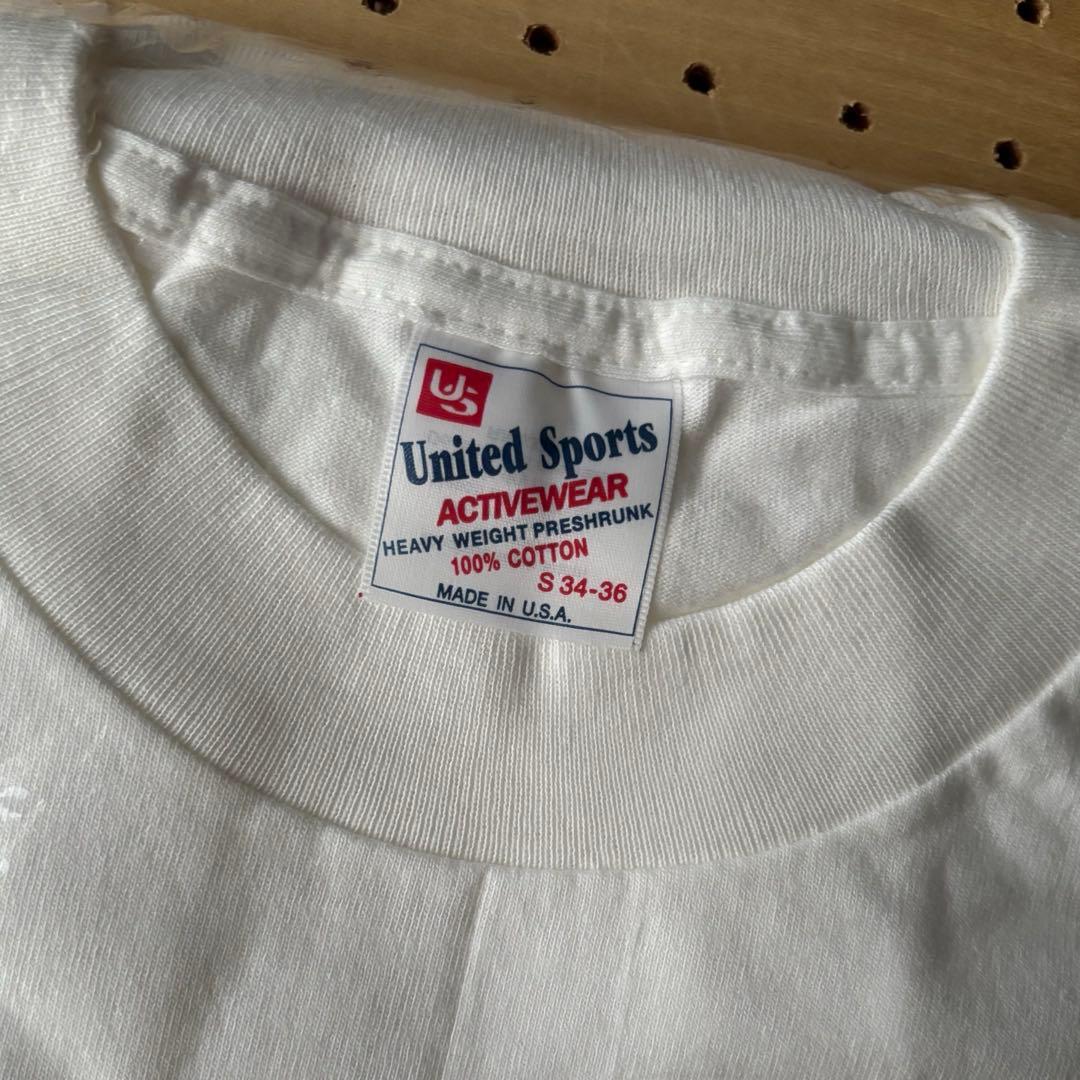 US
United Sports
ACTIVEWEAR
HEAVY WEIGHT PRESHRUNK
100% COTTON
S 34-36
MADE IN U.S.A.